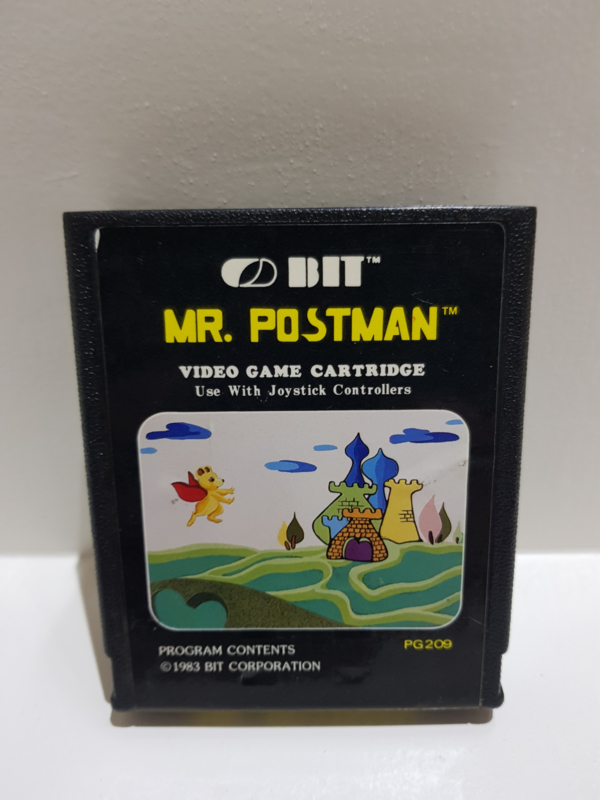 BIT™
MR. POSTMAN™
VIDEO GAME CARTRIDGE
Use With Joystick Controllers
PROGRAM CONTENTS
©1983 BIT CORPORATION
PG209